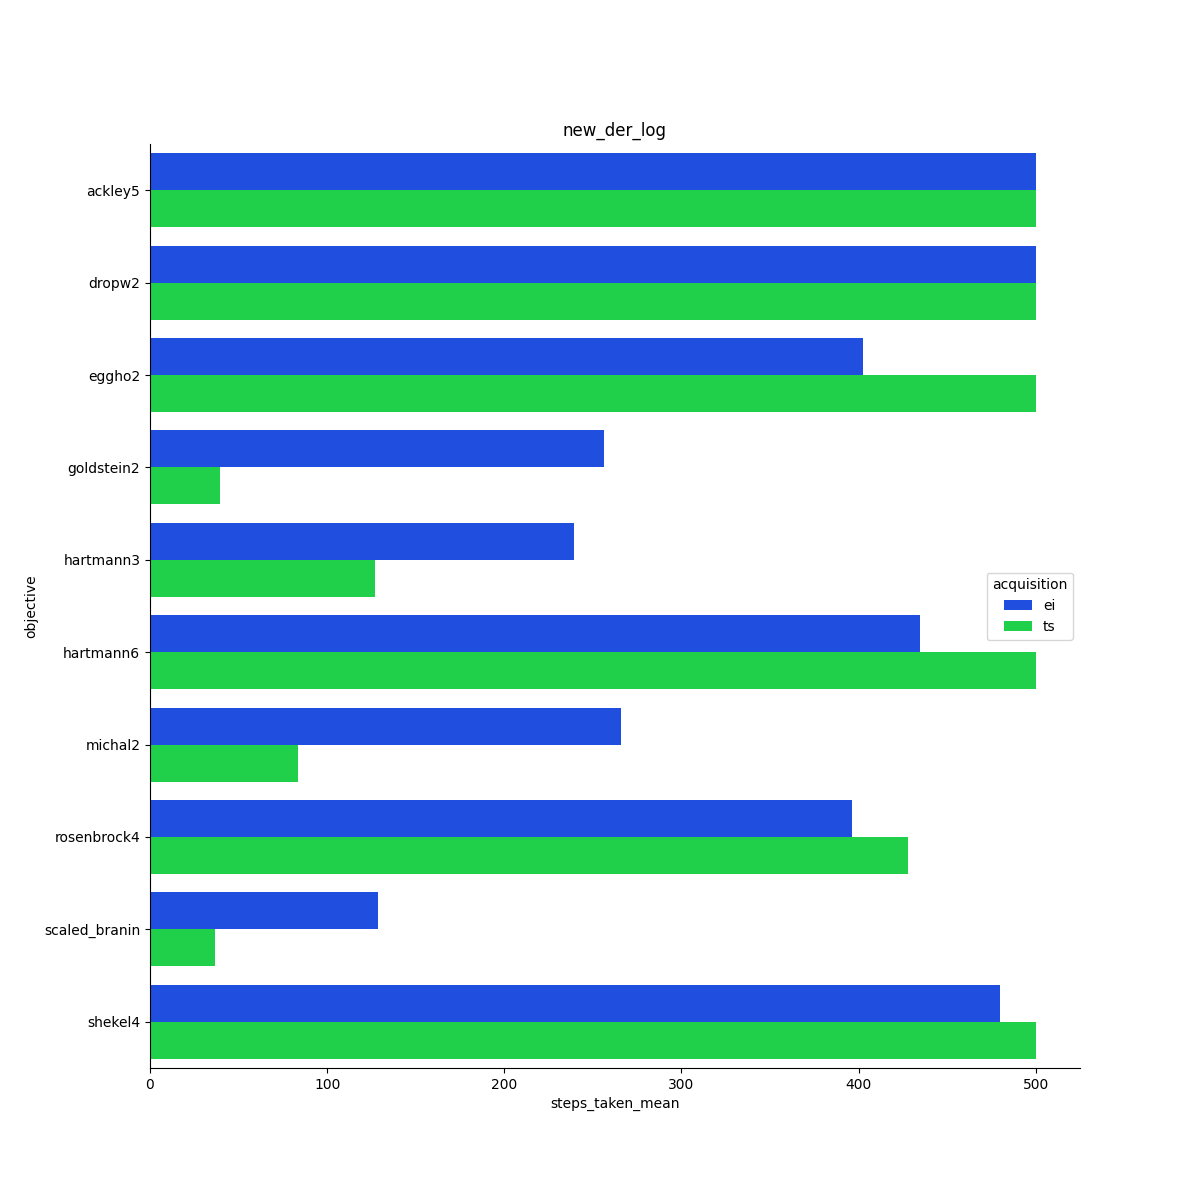 new_der_log
ackley5
dropw2
eggho2
goldstein2
hartmann3
hartmann6
michal2
rosenbrock4
scaled_branin
shekel4
objective
acquisition
ei
ts
0 100 200 300 400 500
steps_taken_mean